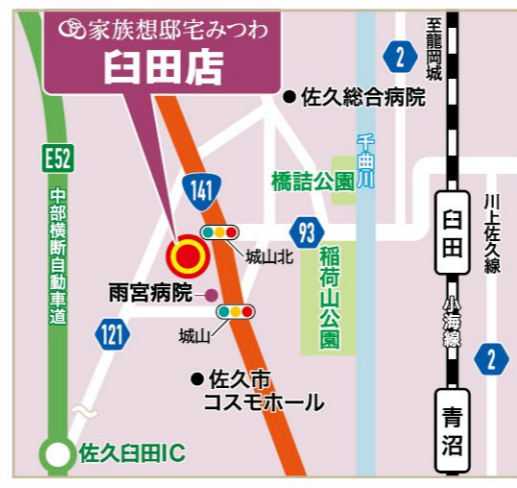 家族想邸宅みつわ
臼田店
佐久総合病院
2
至龍岡城
E52
中部横断自動車道
141
千曲川
橋詰公園
93
城山北
稲荷山公園
臼田
川上佐久線
雨宮病院
121
城山
小海線
2
佐久市
コスモホール
青沼
佐久臼田IC